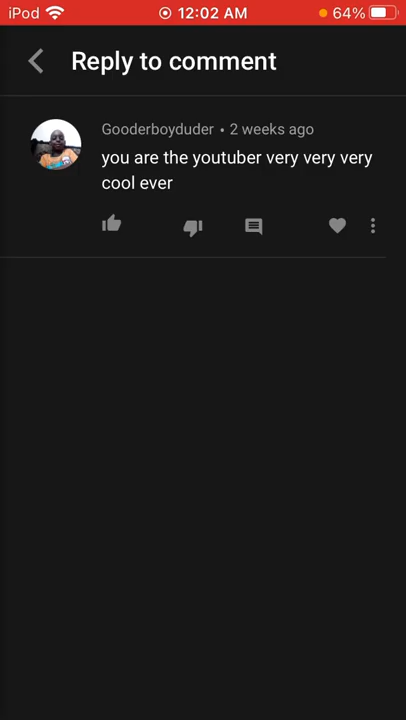 iPod 12:02 AM 64%
Reply to comment
Gooderboyduder • 2 weeks ago
you are the youtuber very very very
cool ever